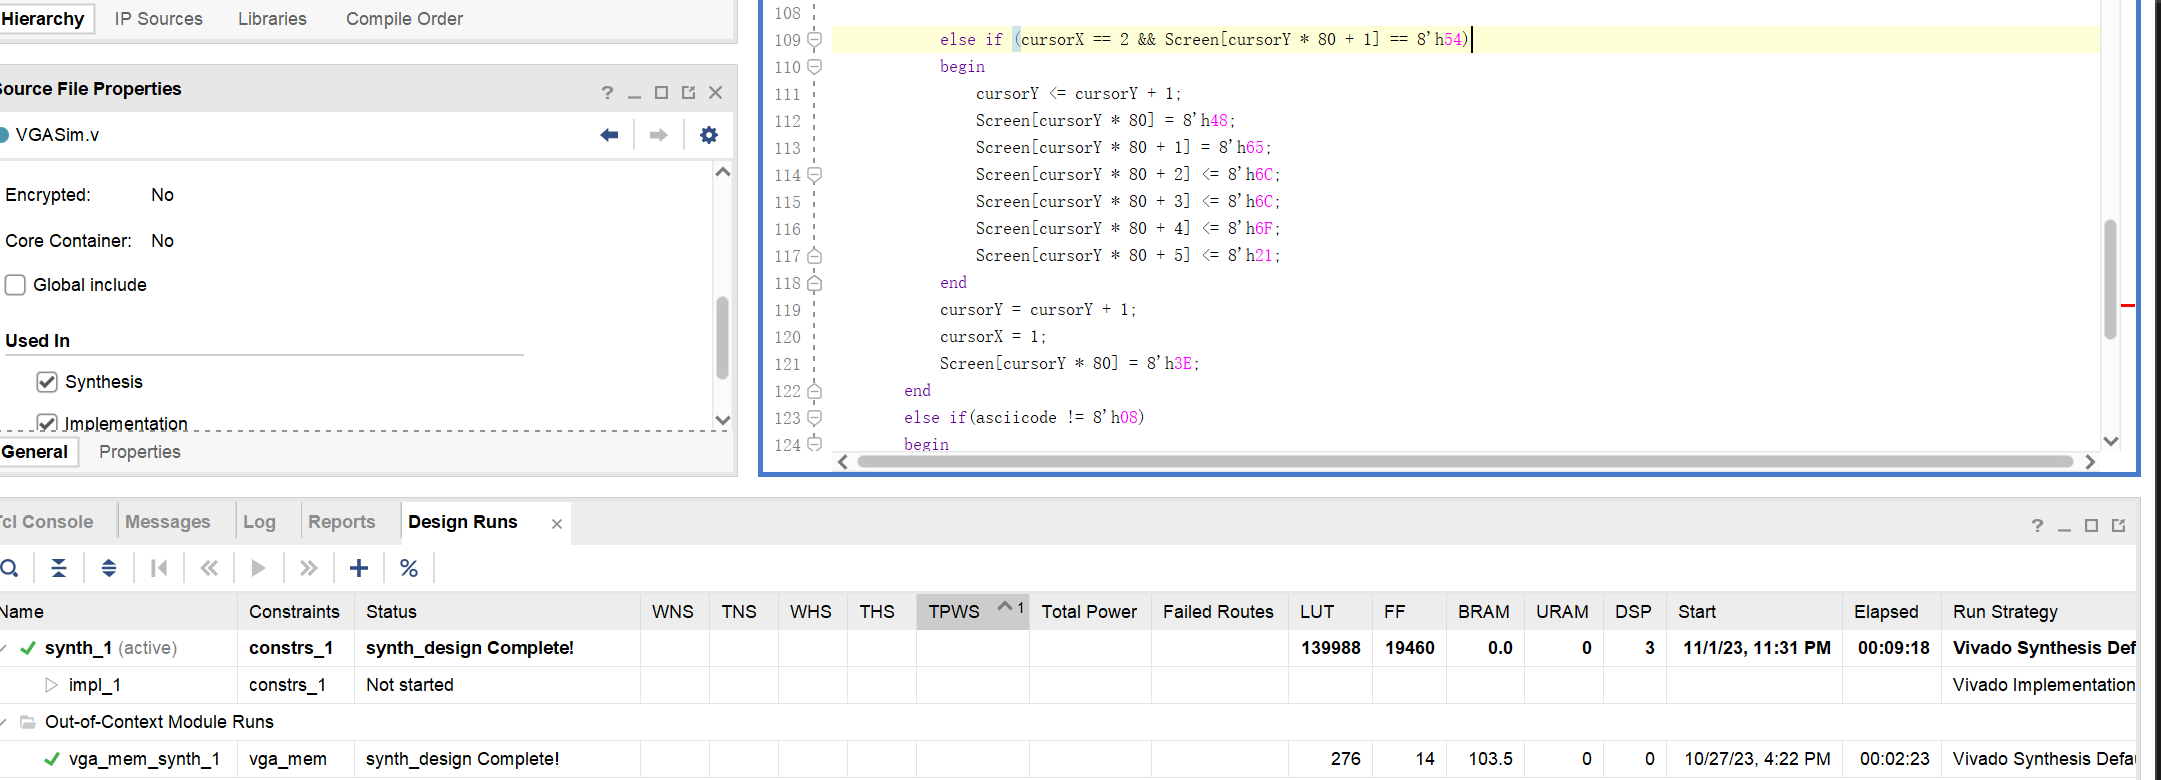 Hierarchy IP Sources Libraries Compile Order
Source File Properties
VGASim.v
Encrypted: No
Core Container: No
Global include
Used In
Synthesis
Implementation
General Properties
108
109 else if (cursorX == 2 && Screen[cursorY * 80 + 1] == 8'h54)
110 begin
111 cursorY <= cursorY + 1;
112 Screen[cursorY * 80] = 8'h48;
113 Screen[cursorY * 80 + 1] = 8'h65;
114 Screen[cursorY * 80 + 2] <= 8'h6C;
115 Screen[cursorY * 80 + 3] <= 8'h6C;
116 Screen[cursorY * 80 + 4] <= 8'h6F;
117 Screen[cursorY * 80 + 5] <= 8'h21;
118 end
119 cursorY = cursorY + 1;
120 cursorX = 1;
121 Screen[cursorY * 80] = 8'h3E;
122 end
123 else if(asciicode != 8'h08)
124 begin
Tcl Console Messages Log Reports Design Runs
Name Constraints Status WNS TNS WHS THS TPWS 1 Total Power Failed Routes LUT FF BRAM URAM DSP Start Elapsed Run Strategy
synth_1 (active) constrs_1 synth_design Complete! 139988 19460 0.0 0 3 11/1/23, 11:31 PM 00:09:18 Vivado Synthesis Def
impl_1 constrs_1 Not started Vivado Implementation
Out-of-Context Module Runs
vga_mem_synth_1 vga_mem synth_design Complete! 276 14 103.5 0 0 10/27/23, 4:22 PM 00:02:23 Vivado Synthesis Defau